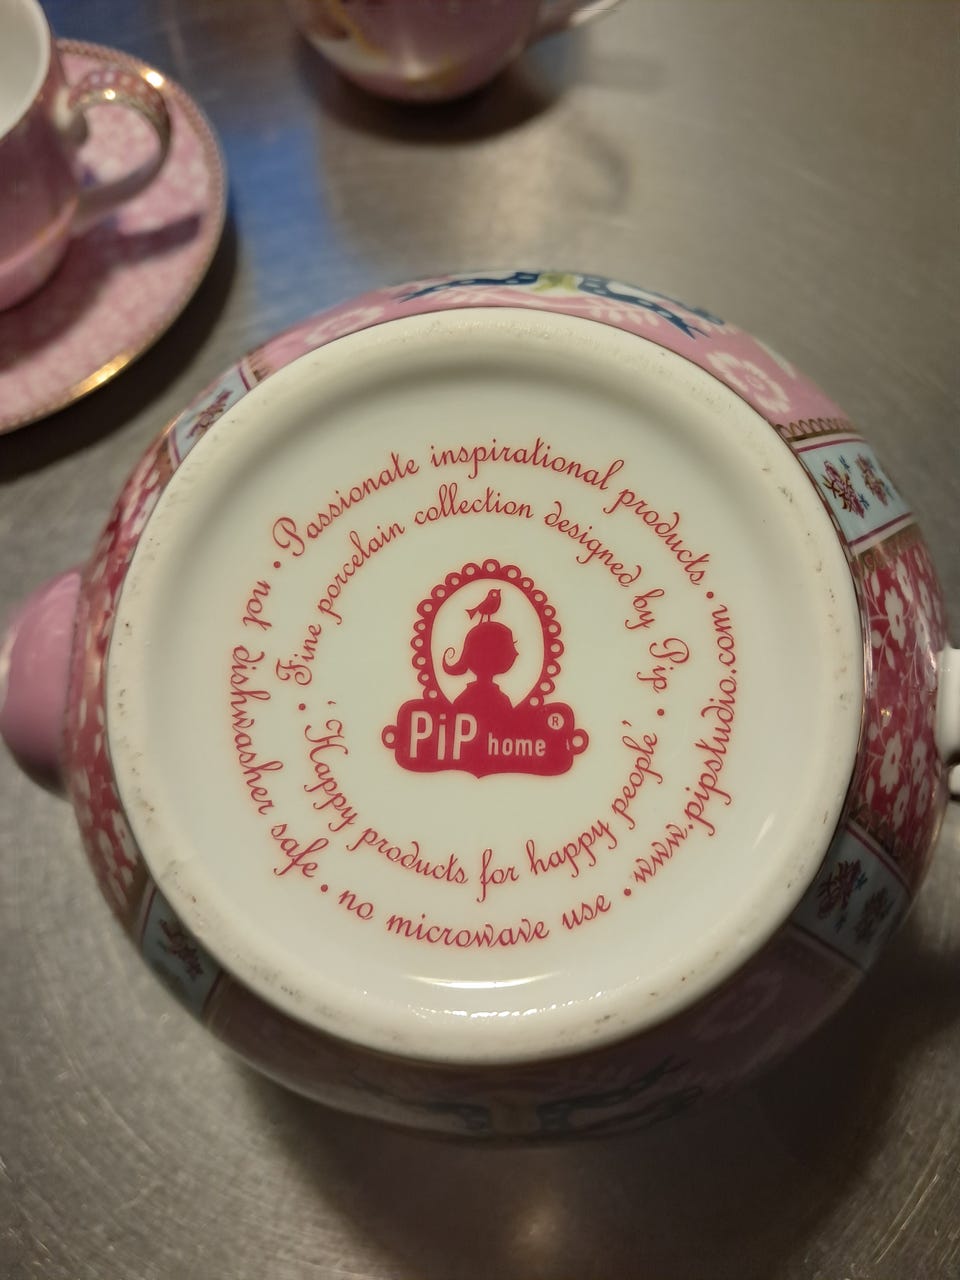 • Passionate inspirational products. •
not dishwasher safe • no microwave use • www.pipstudio.com
Fine porcelain collection designed by Pip •
• 'Happy products for happy people'
PiP home ®